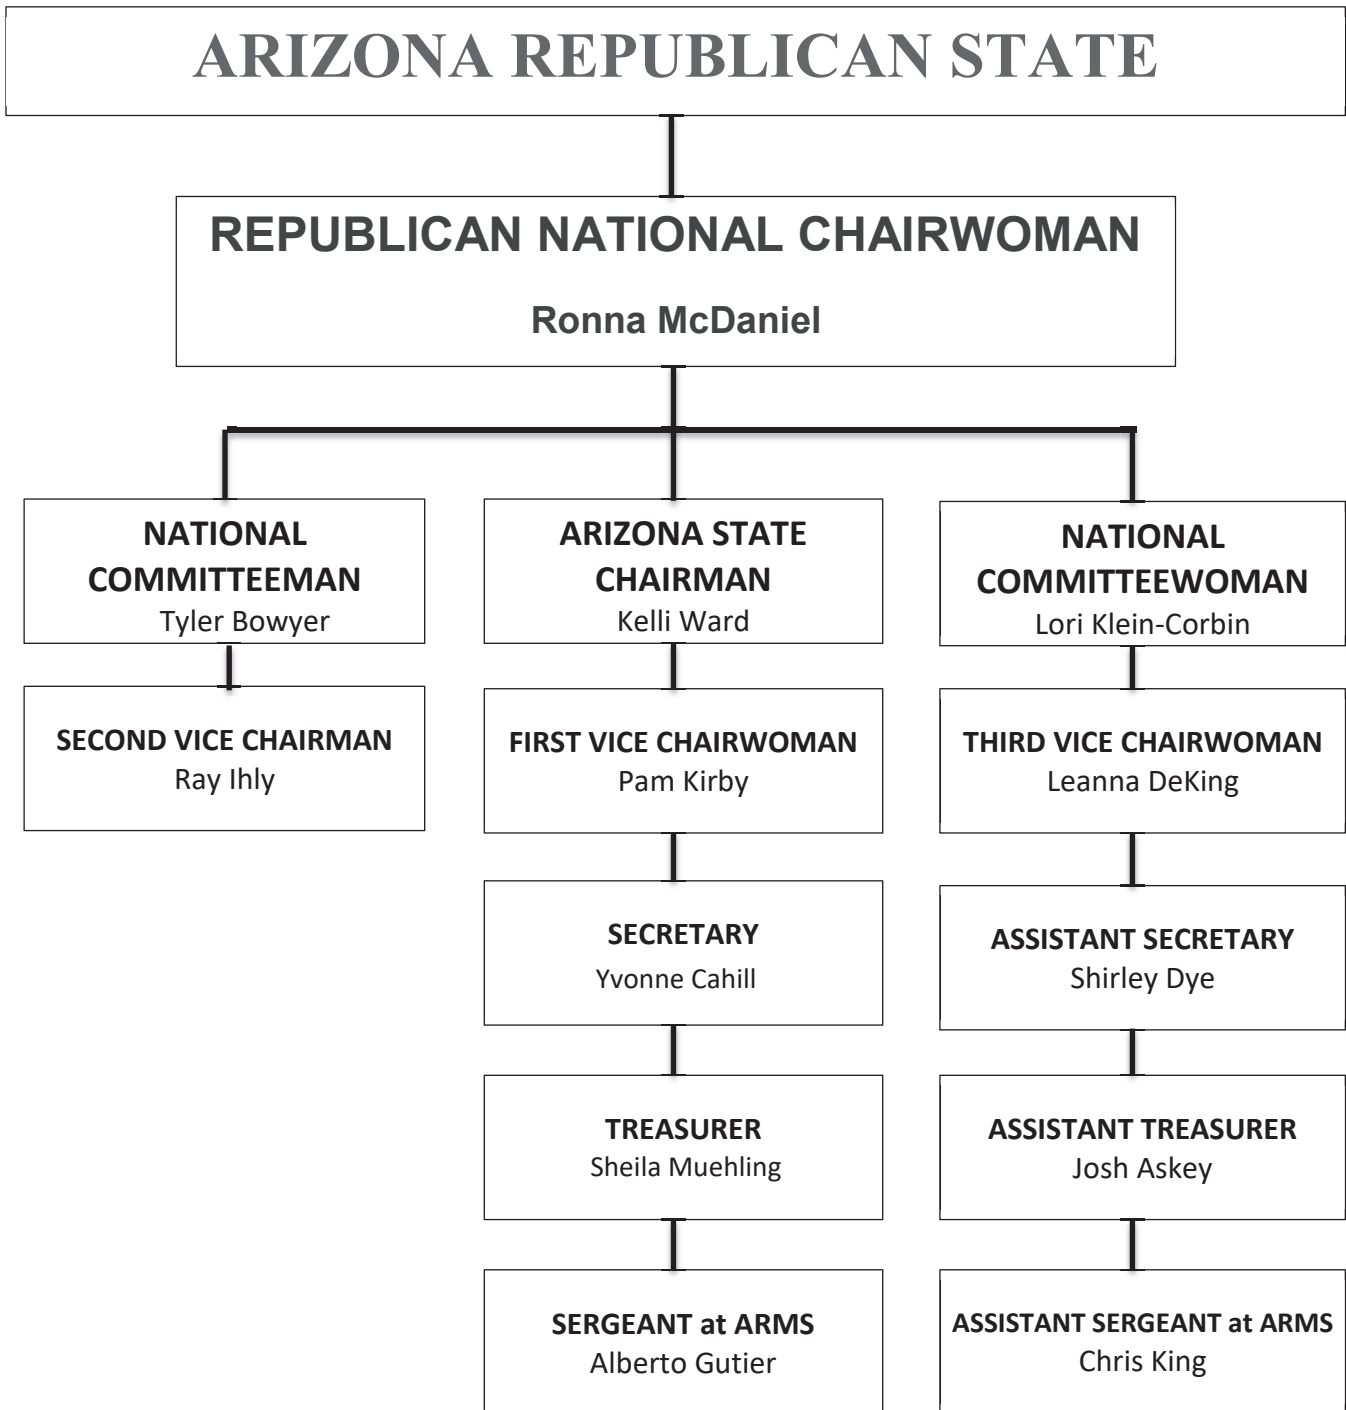 ARIZONA REPUBLICAN STATE
REPUBLICAN NATIONAL CHAIRWOMAN
Ronna McDaniel
NATIONAL
COMMITTEEMAN
Tyler Bowyer
ARIZONA STATE
CHAIRMAN
Kelli Ward
NATIONAL
COMMITTEEWOMAN
Lori Klein-Corbin
SECOND VICE CHAIRMAN
Ray Ihly
FIRST VICE CHAIRWOMAN
Pam Kirby
THIRD VICE CHAIRWOMAN
Leanna DeKing
SECRETARY
Yvonne Cahill
ASSISTANT SECRETARY
Shirley Dye
TREASURER
Sheila Muehling
ASSISTANT TREASURER
Josh Askey
SERGEANT at ARMS
Alberto Gutier
ASSISTANT SERGEANT at ARMS
Chris King